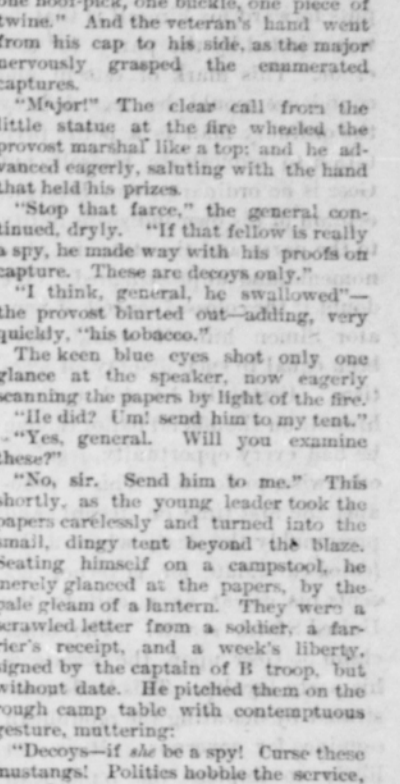 one hoof-pick, one buckle, one piece of
twine." And the veteran's hand went
from his cap to his side, as the major
nervously grasped the enumerated
captures.
"Major!" The clear call from the
little statue at the fire wheeled the
provost marshal like a top; and he ad-
vanced eagerly, saluting with the hand
that held his prizes.
"Stop that farce," the general con-
tinued, dryly. "If that fellow is really
a spy, he made way with his proofs on
capture. These are decoys only."
"I think, general, he swallowed"—
the provost blurted out—adding, very
quickly, "his tobacco."
The keen blue eyes shot only one
glance at the speaker, now eagerly
scanning the papers by light of the fire.
"He did? Um! send him to my tent."
"Yes, general. Will you examine
these?"
"No, sir. Send him to me." This
shortly, as the young leader took the
papers carelessly and turned into the
small, dingy tent beyond the blaze.
Seating himself on a campstool, he
merely glanced at the papers, by the
pale gleam of a lantern. They were a
scrawled letter from a soldier, a far-
rier's receipt, and a week's liberty,
signed by the captain of B troop, but
without date. He pitched them on the
rough camp table with contemptuous
gesture, muttering:
"Decoys—if she be a spy! Curse these
mustangs! Politics hobble the service,